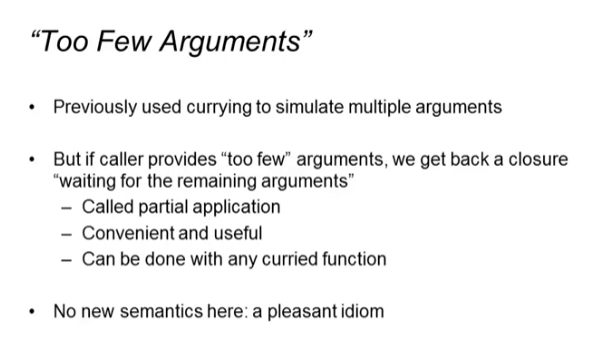 “Too Few Arguments”
• Previously used currying to simulate multiple arguments
• But if caller provides “too few” arguments, we get back a closure
“waiting for the remaining arguments”
– Called partial application
– Convenient and useful
– Can be done with any curried function
• No new semantics here: a pleasant idiom